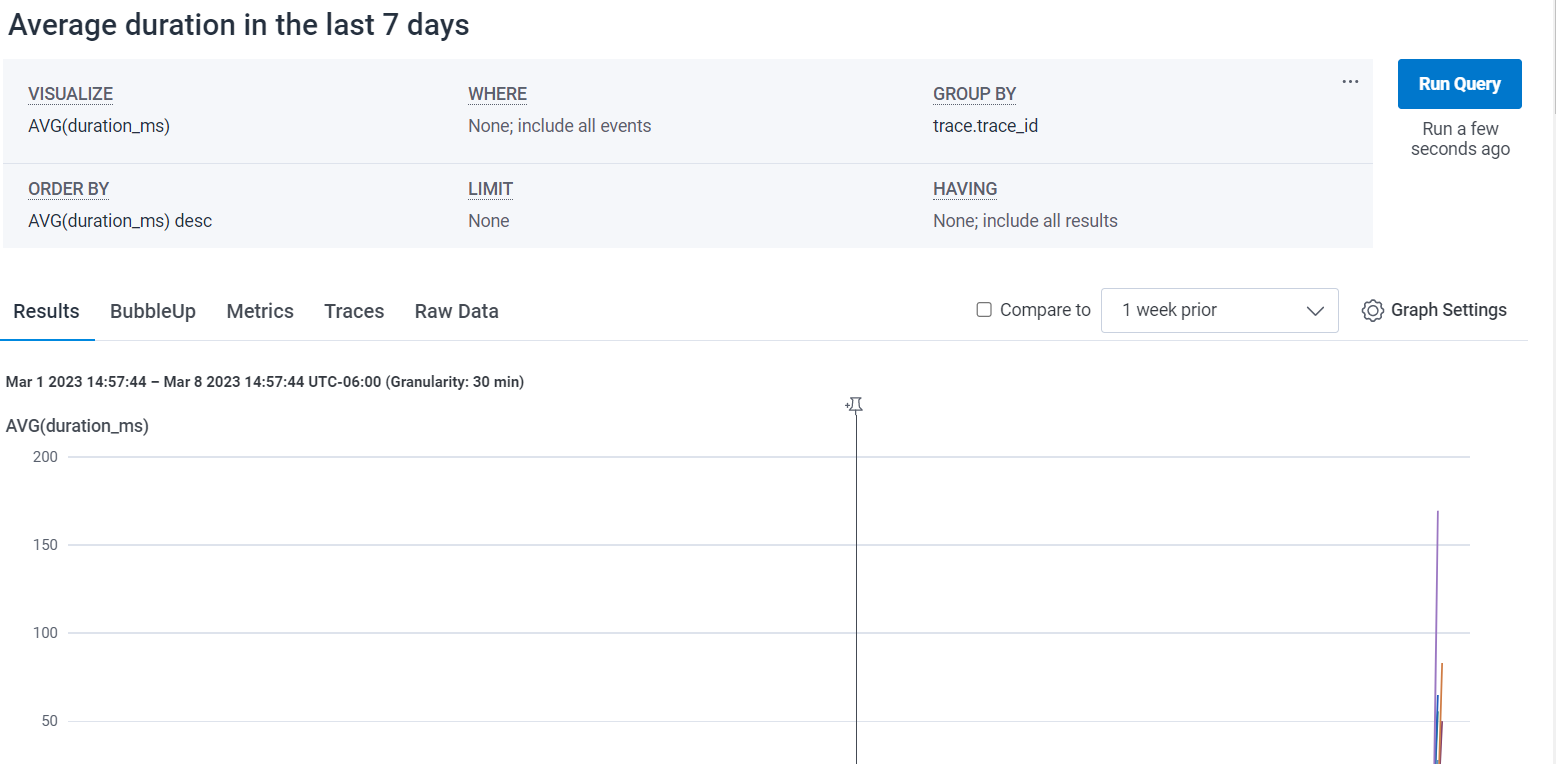 Average duration in the last 7 days
VISUALIZE
WHERE
GROUP BY
...
Run Query
AVG(duration_ms)
None; include all events
trace.trace_id
Run a few
seconds ago
ORDER BY
LIMIT
HAVING
AVG(duration_ms) desc
None
None; include all results
Results BubbleUp Metrics Traces Raw Data
Compare to
1 week prior
Graph Settings
Mar 1 2023 14:57:44 – Mar 8 2023 14:57:44 UTC-06:00 (Granularity: 30 min)
AVG(duration_ms)
200
150
100
50